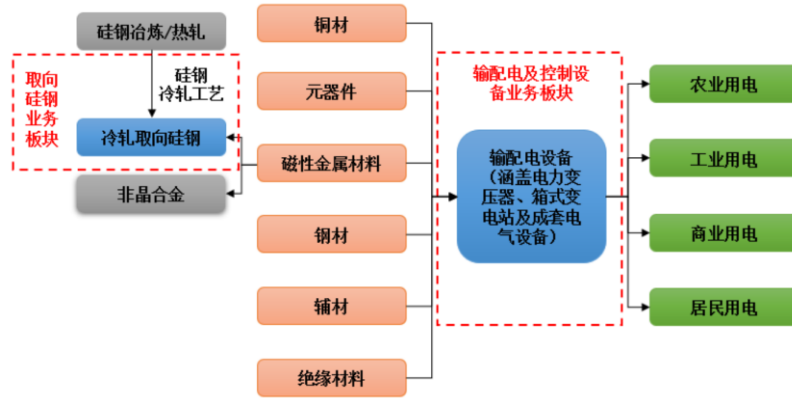 硅钢冶炼/热轧
取向
硅钢
业务
板块
硅钢
冷轧工艺
冷轧取向硅钢
非晶合金
铜材
元器件
磁性金属材料
钢材
辅材
绝缘材料
输配电及控制设
备业务板块
输配电设备
（涵盖电力变
压器、箱式变
电站及成套电
气设备）
农业用电
工业用电
商业用电
居民用电